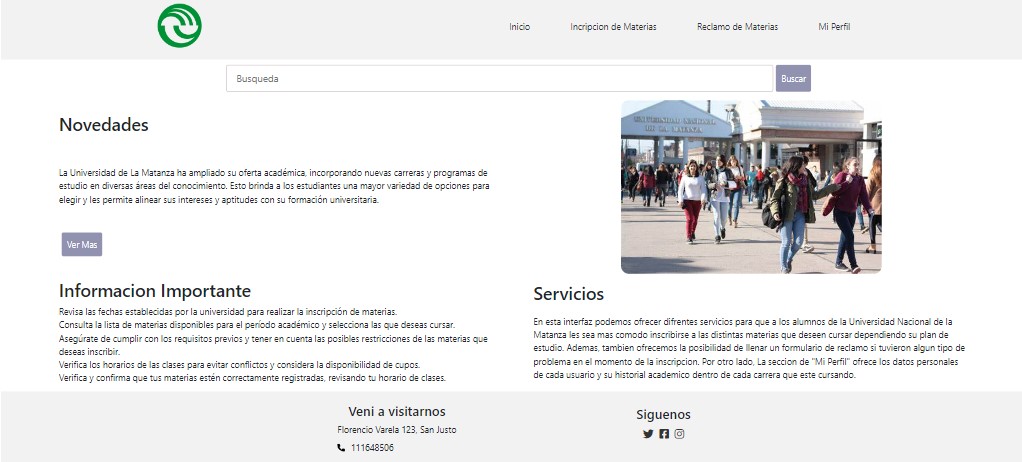 Inicio
Incripcion de Materias
Reclamo de Materias
Mi Perfil
Busqueda
Buscar
Novedades
La Universidad de La Matanza ha ampliado su oferta académica, incorporando nuevas carreras y programas de
estudio en diversas áreas del conocimiento. Esto brinda a los estudiantes una mayor variedad de opciones para
elegir y les permite alinear sus intereses y aptitudes con su formación universitaria.
Ver Mas
UNIVERSIDAD NACIONAL
DE LA MATANZA
Informacion Importante
Revisa las fechas establecidas por la universidad para realizar la inscripción de materias.
Consulta la lista de materias disponibles para el período académico y selecciona las que deseas cursar.
Asegúrate de cumplir con los requisitos previos y tener en cuenta las posibles restricciones de las materias que
deseas inscribir.
Verifica los horarios de las clases para evitar conflictos y considera la disponibilidad de cupos.
Verifica y confirma que tus materias estén correctamente registradas, revisando tu horario de clases.
Servicios
En esta interfaz podemos ofrecer difrentes servicios para que a los alumnos de la Universidad Nacional de la
Matanza les sea mas comodo inscribirse a las distintas materias que deseen cursar dependiendo su plan de
estudio. Ademas, tambien ofrecemos la posibilidad de llenar un formulario de reclamo si tuvieron algun tipo de
problema en el momento de la inscripcion. Por otro lado, La seccion de "Mi Perfil" ofrece los datos personales
de cada usuario y su historial academico dentro de cada carrera que este cursando.
Veni a visitarnos
Florencio Varela 123, San Justo
111648506
Siguenos